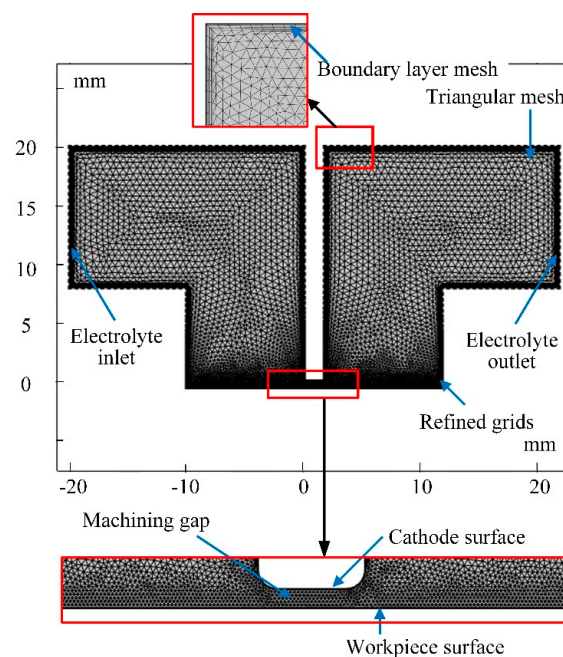 Boundary layer mesh
mm
Triangular mesh
20
15
10
5
0
Electrolyte
inlet
Electrolyte
outlet
Refined grids
mm
-20
-10
0
10
20
Machining gap
Cathode surface
Workpiece surface